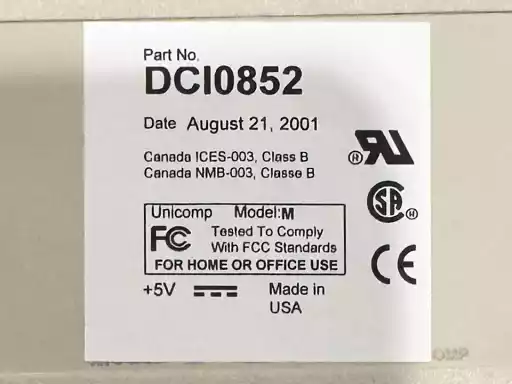 Part No.
DCI0852
Date August 21, 2001
Canada ICES-003, Class B
Canada NMB-003, Classe B
Unicomp Model: M
FC Tested To Comply
With FCC Standards
FOR HOME OR OFFICE USE
+5V Made in
USA